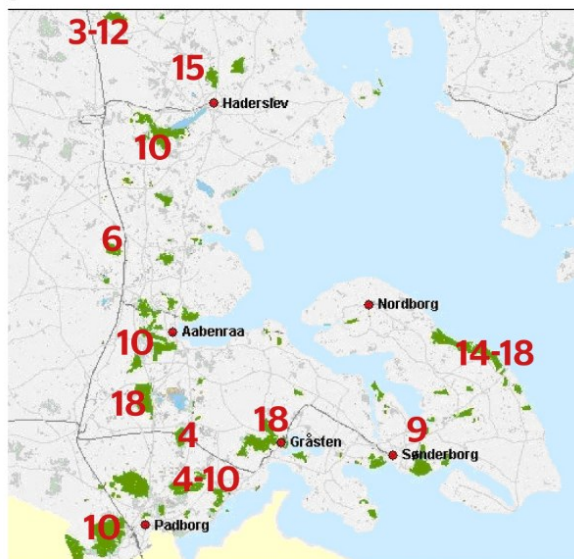 3-12
15
Haderslev
10
6
Nordborg
Aabenraa
10
14-18
18
18
4
Gråsten
9
Sønderborg
4-10
10
Padborg